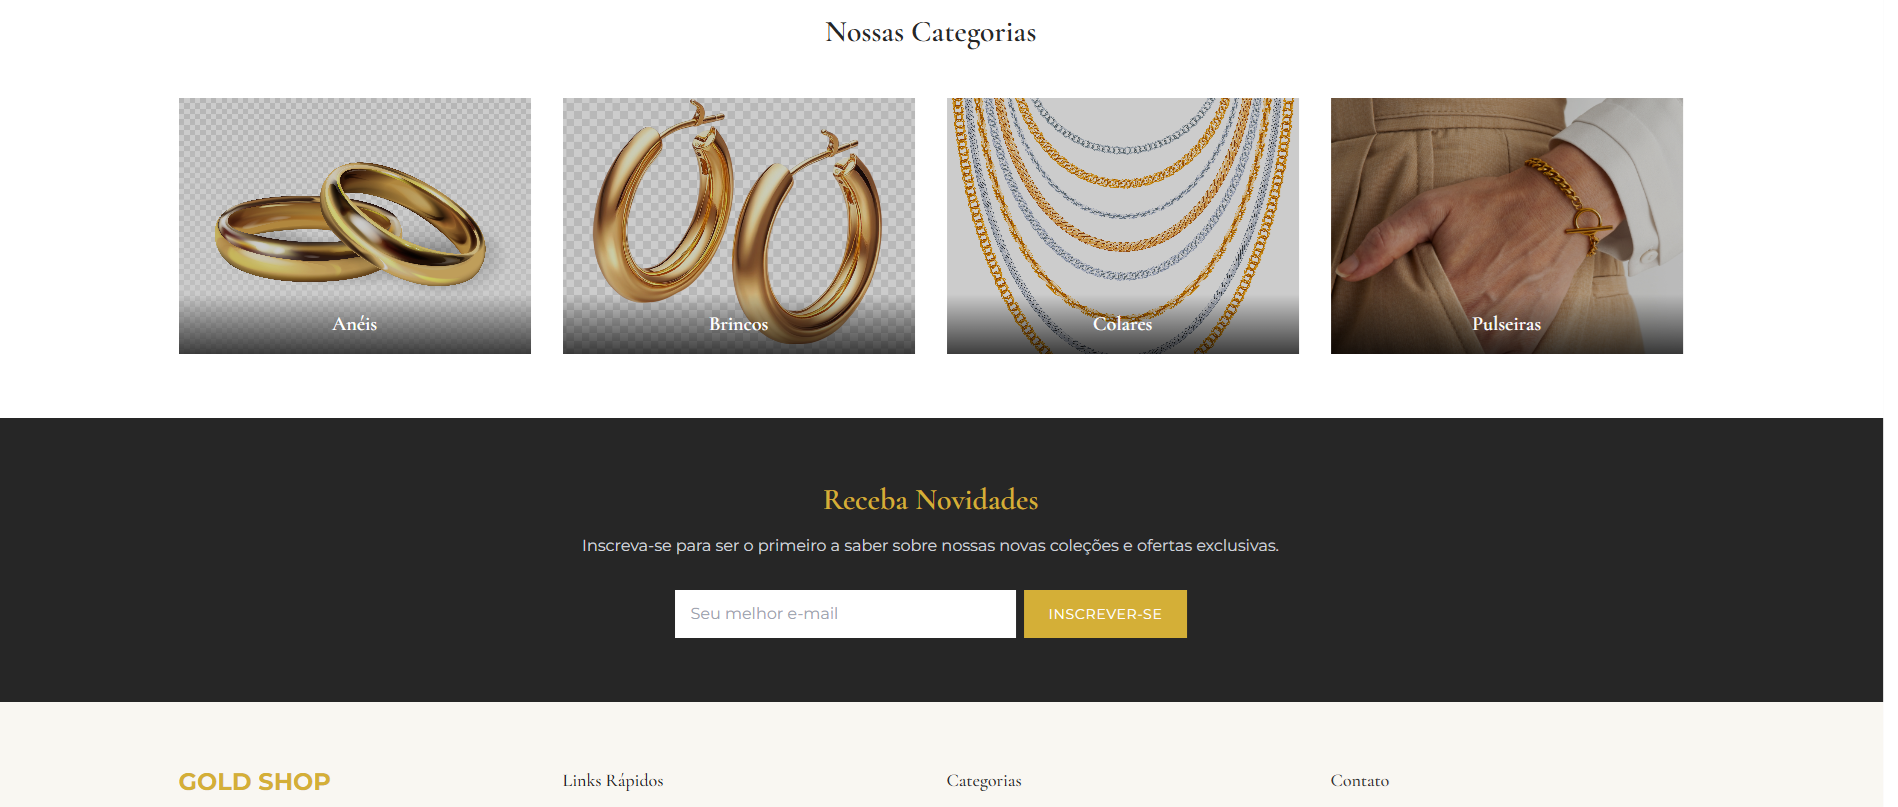 Nossas Categorias
Anéis
Brincos
Colares
Pulseiras
Receba Novidades
Inscreva-se para ser o primeiro a saber sobre nossas novas coleções e ofertas exclusivas.
Seu melhor e-mail
INSCREVER-SE
GOLD SHOP
Links Rápidos
Categorias
Contato